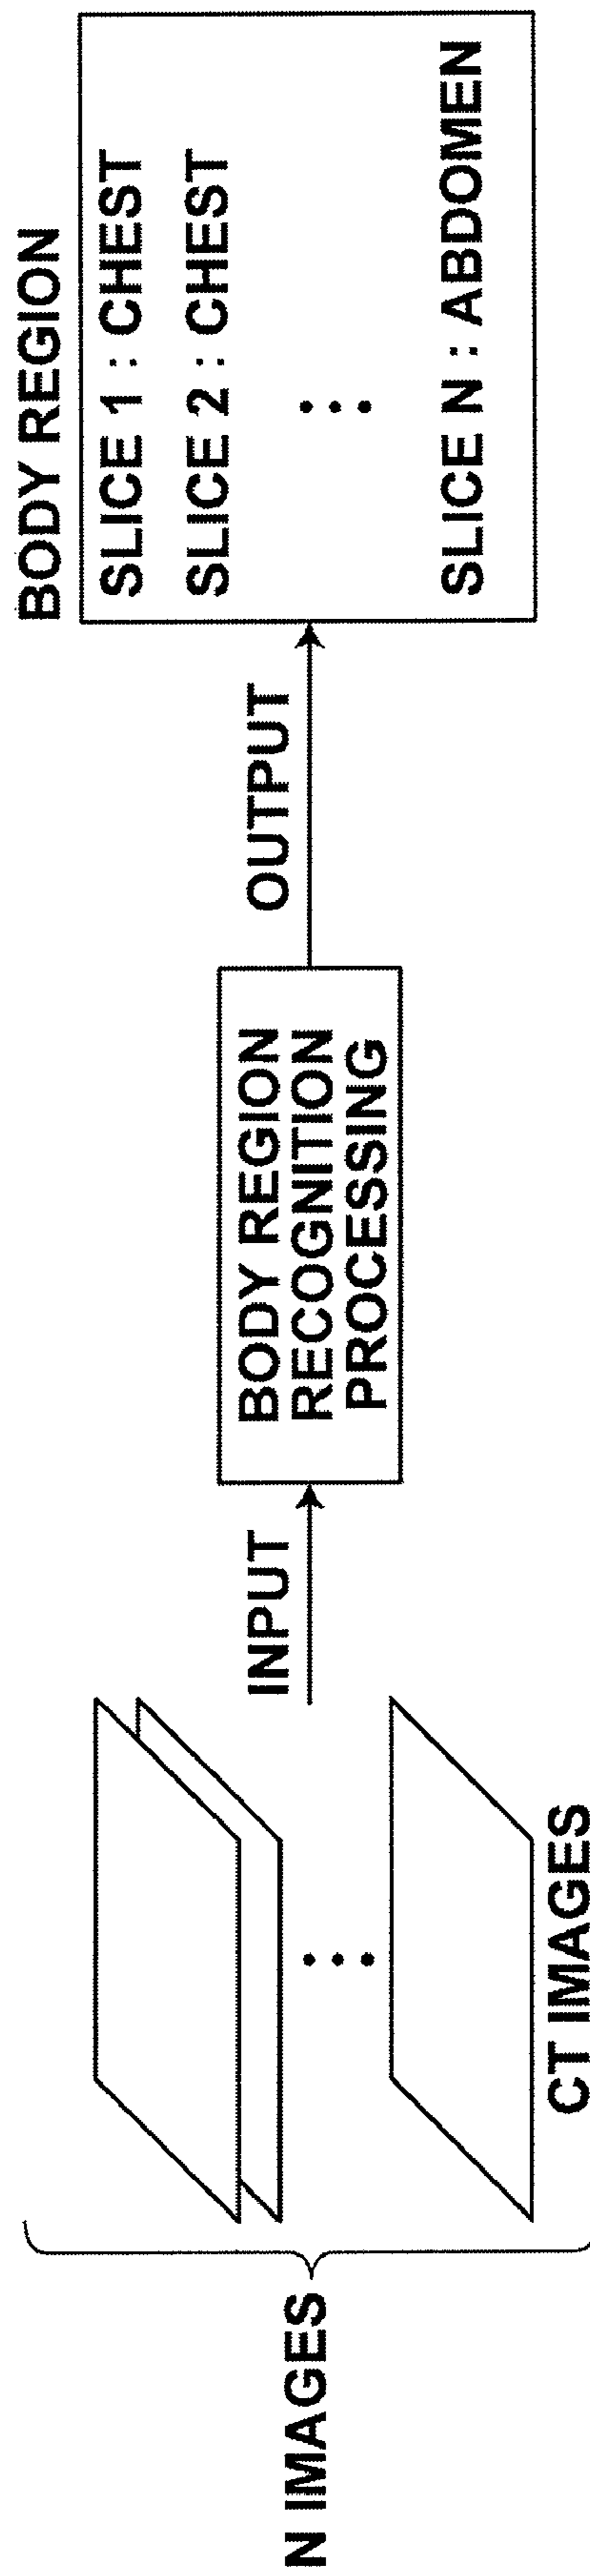 N IMAGES
CT IMAGES
INPUT
BODY REGION
RECOGNITION
PROCESSING
OUTPUT
BODY REGION
SLICE 1 : CHEST
SLICE 2 : CHEST
SLICE N : ABDOMEN